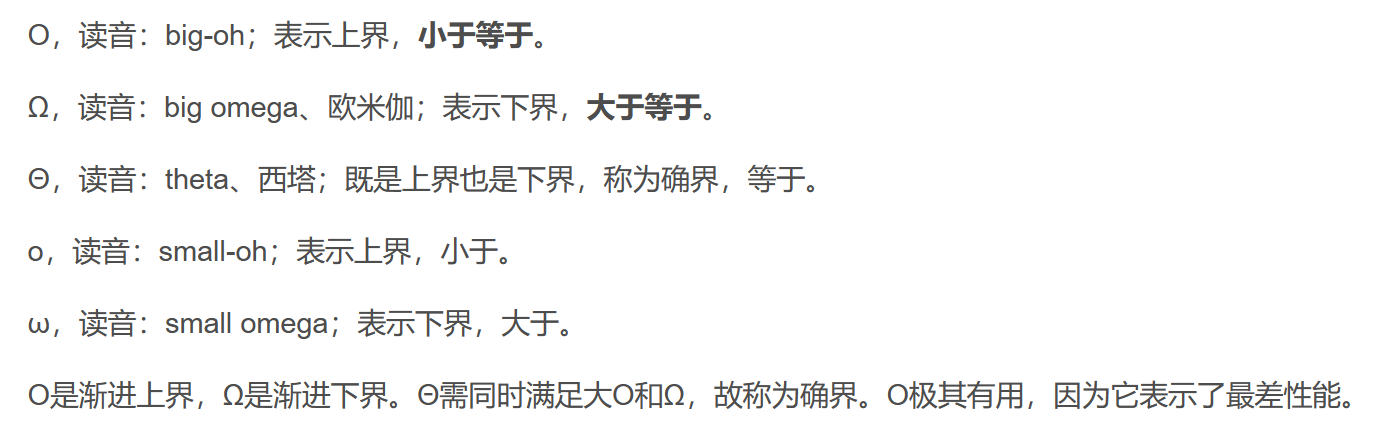 O，读音：big-oh；表示上界，小于等于。
Ω，读音：big omega、欧米伽；表示下界，大于等于。
Θ，读音：theta、西塔；既是上界也是下界，称为确界，等于。
o，读音：small-oh；表示上界，小于。
ω，读音：small omega；表示下界，大于。
O是渐进上界，Ω是渐进下界。Θ需同时满足大O和Ω，故称为确界。O极其有用，因为它表示了最差性能。